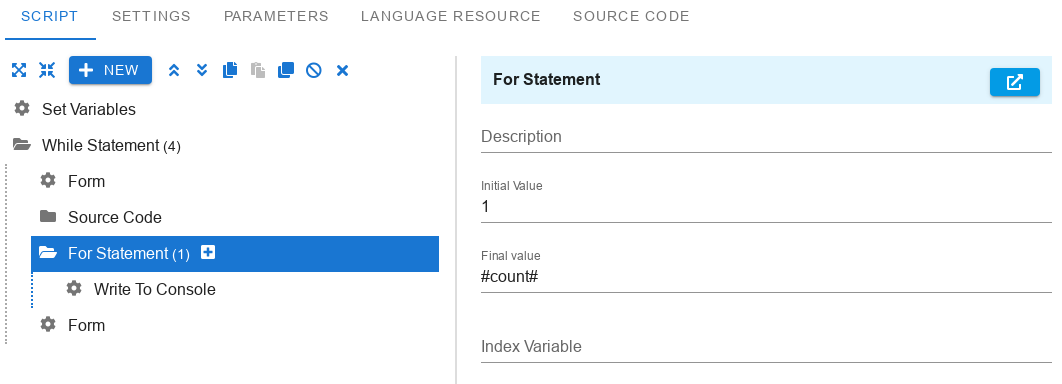 SCRIPT SETTINGS PARAMETERS LANGUAGE RESOURCE SOURCE CODE
NEW
Set Variables
While Statement (4)
Form
Source Code
For Statement (1)
Write To Console
Form
For Statement
Description
Initial Value
1
Final value
#count#
Index Variable